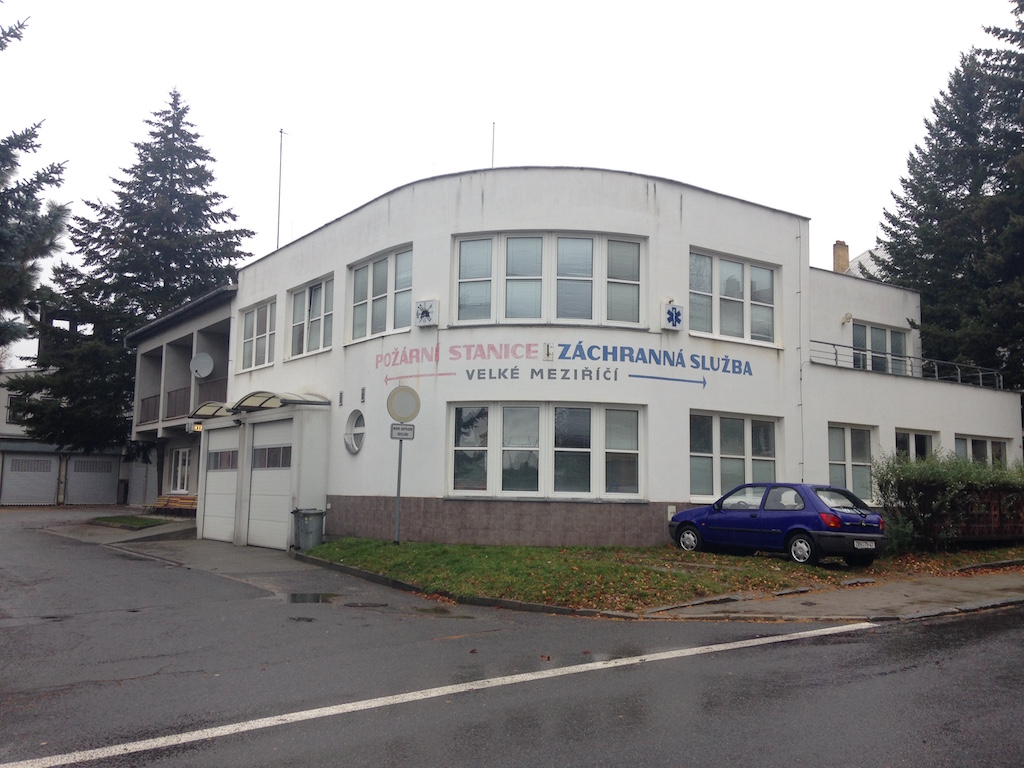 POŽÁRNÍ STANICE ZÁCHRANNÁ SLUŽBA
VELKÉ MEZIŘÍČÍ